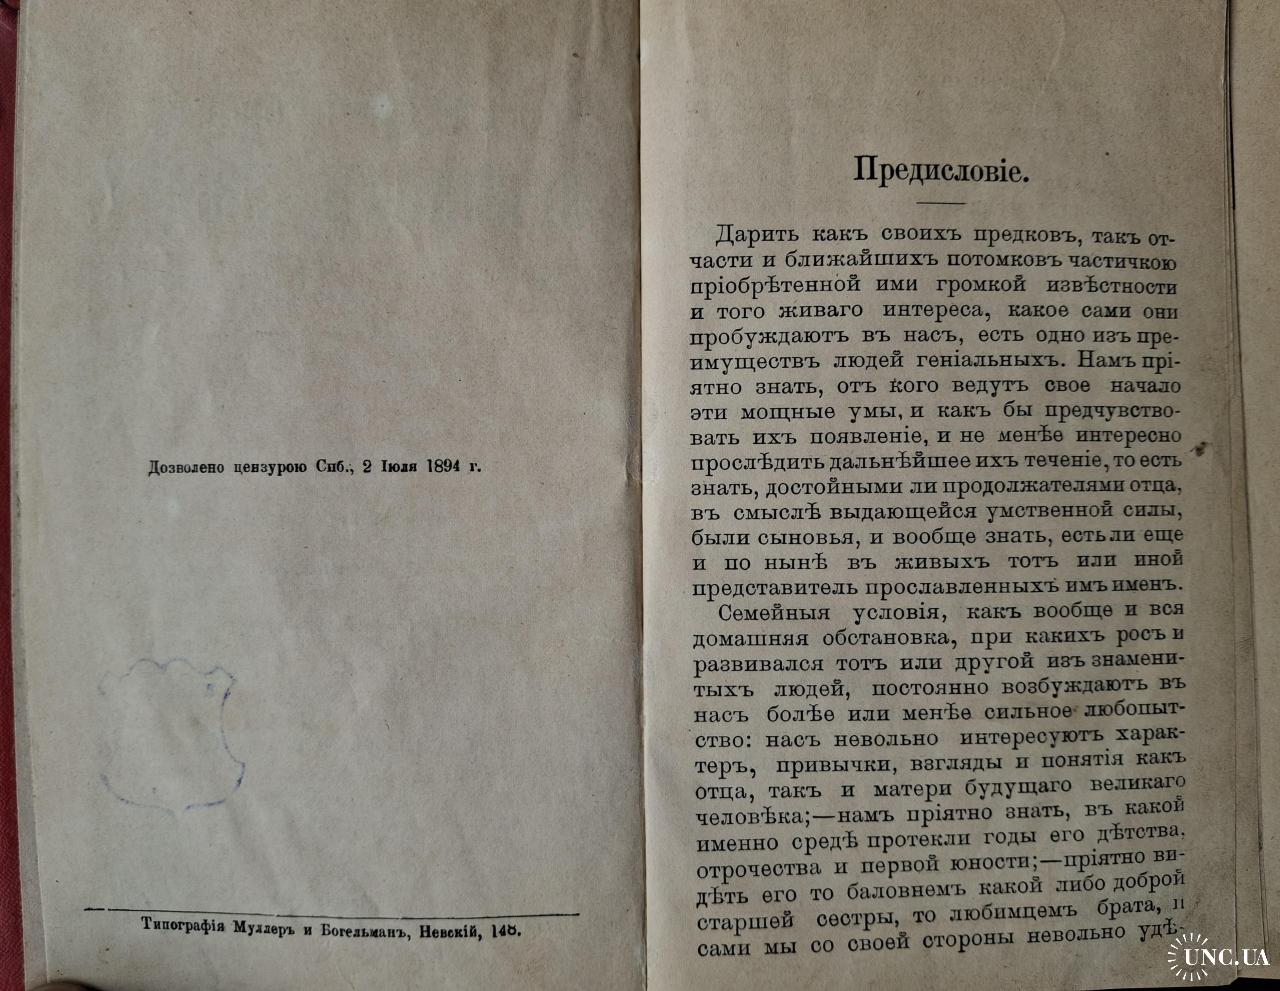 Дозволено цензурою Спб., 2 Іюля 1894 г.
Типографія Муллеръ и Богельманъ, Невскій, 148.
Предисловіе.
Дарить какъ своихъ предковъ, такъ от-
части и ближайшихъ потомковъ частичкою
пріобрѣтенной ими громкой извѣстности
и того живаго интереса, какое сами они
пробуждаютъ въ насъ, есть одно изъ пре-
имуществъ людей геніальныхъ. Намъ прі-
ятно знать, отъ кого ведутъ свое начало
эти мощные умы, и какъ бы предчувство-
вать ихъ появленіе, и не менѣе интересно
прослѣдить дальнѣйшее ихъ теченіе, то есть
знать, достойными ли продолжателями отца,
въ смыслѣ выдающейся умственной силы,
были сыновья, и вообще знать, есть ли еще
и по нынѣ въ живыхъ тотъ или иной
представитель прославленныхъ имъ именъ.
Семейныя условія, какъ вообще и вся
домашняя обстановка, при какихъ росъ и
развивался тотъ или другой изъ знамени-
тыхъ людей, постоянно возбуждаютъ въ
насъ болѣе или менѣе сильное любопыт-
ство: насъ невольно интересуютъ харак-
теръ, привычки, взгляды и понятія какъ
отца, такъ и матери будущаго великаго
человѣка;—намъ пріятно знать, въ какой
именно средѣ протекли годы его дѣтства,
отрочества и первой юности;—пріятно ви-
дѣть его то баловнемъ какой либо доброй
старшей сестры, то любимцемъ брата, и
сами мы со своей стороны невольно удѣ-
UNC.UA